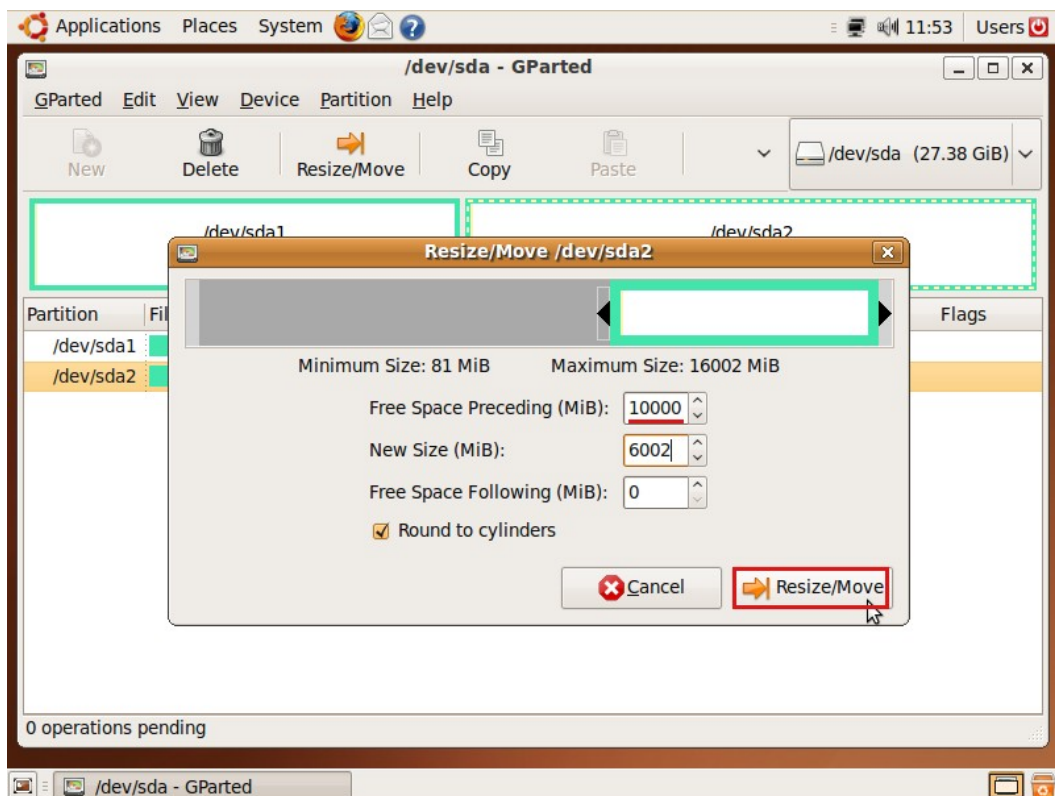 Applications Places System 11:53 Users
/dev/sda - GParted
GParted Edit View Device Partition Help
New Delete Resize/Move Copy Paste /dev/sda (27.38 GiB)
/dev/sda1 /dev/sda2
Resize/Move /dev/sda2
Partition Fil Flags
/dev/sda1
/dev/sda2
Minimum Size: 81 MiB Maximum Size: 16002 MiB
Free Space Preceding (MiB): 10000
New Size (MiB): 6002
Free Space Following (MiB): 0
Round to cylinders
Cancel Resize/Move
0 operations pending
/dev/sda - GParted